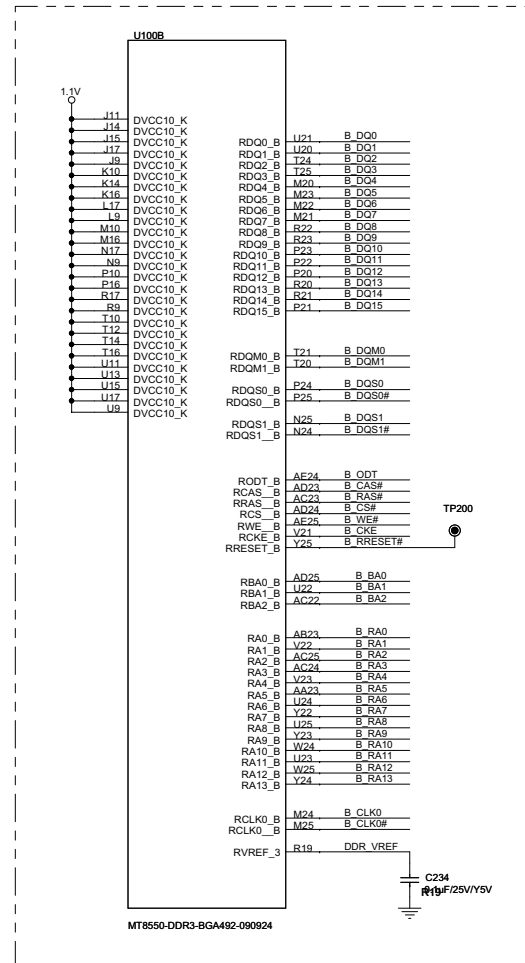 U100B
1.1V
J11 DVCC10_K
J14 DVCC10_K
J15 DVCC10_K
J17 DVCC10_K
J9 DVCC10_K
K10 DVCC10_K
K14 DVCC10_K
K16 DVCC10_K
L17 DVCC10_K
L9 DVCC10_K
M10 DVCC10_K
M16 DVCC10_K
N17 DVCC10_K
N9 DVCC10_K
P10 DVCC10_K
P16 DVCC10_K
R17 DVCC10_K
R9 DVCC10_K
T10 DVCC10_K
T12 DVCC10_K
T14 DVCC10_K
T16 DVCC10_K
U11 DVCC10_K
U13 DVCC10_K
U15 DVCC10_K
U17 DVCC10_K
U9 DVCC10_K
RDQ0_B U21 B_DQ0
RDQ1_B U20 B_DQ1
RDQ2_B T24 B_DQ2
RDQ3_B T25 B_DQ3
RDQ4_B M20 B_DQ4
RDQ5_B M23 B_DQ5
RDQ6_B M22 B_DQ6
RDQ7_B M21 B_DQ7
RDQ8_B R22 B_DQ8
RDQ9_B R23 B_DQ9
RDQ10_B P23 B_DQ10
RDQ11_B P22 B_DQ11
RDQ12_B P20 B_DQ12
RDQ13_B R20 B_DQ13
RDQ14_B R21 B_DQ14
RDQ15_B P21 B_DQ15
RDQM0_B T21 B_DQM0
RDQM1_B T20 B_DQM1
RDQS0_B P24 B_DQS0
RDQS0__B P25 B_DQS0#
RDQS1_B N25 B_DQS1
RDQS1__B N24 B_DQS1#
RODT_B AE24 B_ODT
RCAS__B AD23 B_CAS#
RRAS__B AC23 B_RAS#
RCS__B AD24 B_CS#
RWE__B AE25 B_WE#
RCKE_B V21 B_CKE
RRESET_B Y25 B_RRESET#
TP200
RBA0_B AD25 B_BA0
RBA1_B U22 B_BA1
RBA2_B AC22 B_BA2
RA0_B AB23 B_RA0
RA1_B V22 B_RA1
RA2_B AC25 B_RA2
RA3_B AC24 B_RA3
RA4_B V23 B_RA4
RA5_B AA23 B_RA5
RA6_B U24 B_RA6
RA7_B Y22 B_RA7
RA8_B U25 B_RA8
RA9_B Y23 B_RA9
RA10_B W24 B_RA10
RA11_B U23 B_RA11
RA12_B W25 B_RA12
RA13_B Y24 B_RA13
RCLK0_B M24 B_CLK0
RCLK0__B M25 B_CLK0#
RVREF_3 R19 DDR_VREF
C234
0.1uF/25V/Y5V
R19
MT8550-DDR3-BGA492-090924